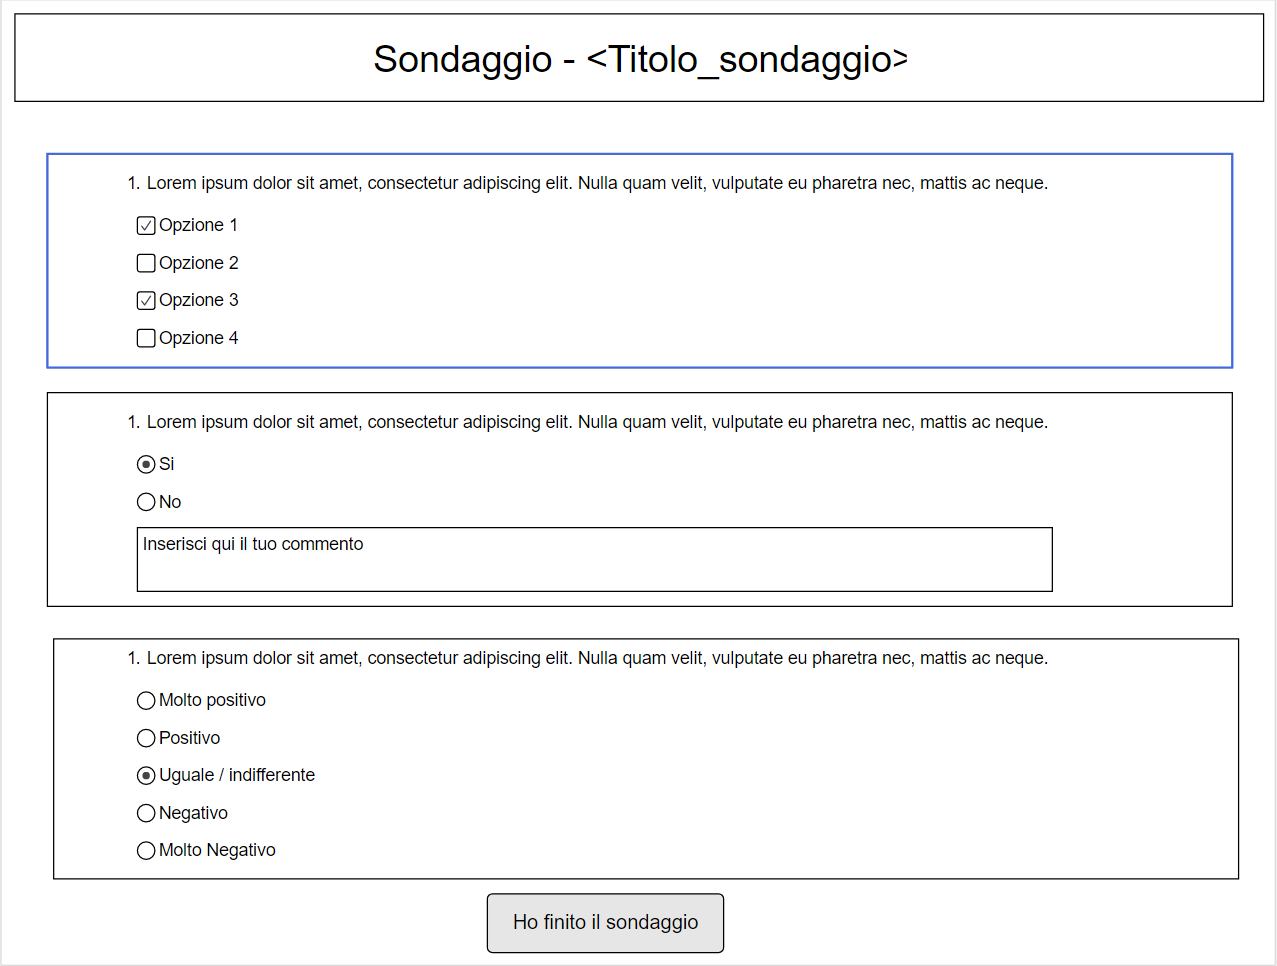 Sondaggio - <Titolo_sondaggio>
1. Lorem ipsum dolor sit amet, consectetur adipiscing elit. Nulla quam velit, vulputate eu pharetra nec, mattis ac neque.
Opzione 1
Opzione 2
Opzione 3
Opzione 4
1. Lorem ipsum dolor sit amet, consectetur adipiscing elit. Nulla quam velit, vulputate eu pharetra nec, mattis ac neque.
Si
No
Inserisci qui il tuo commento
1. Lorem ipsum dolor sit amet, consectetur adipiscing elit. Nulla quam velit, vulputate eu pharetra nec, mattis ac neque.
Molto positivo
Positivo
Uguale / indifferente
Negativo
Molto Negativo
Ho finito il sondaggio